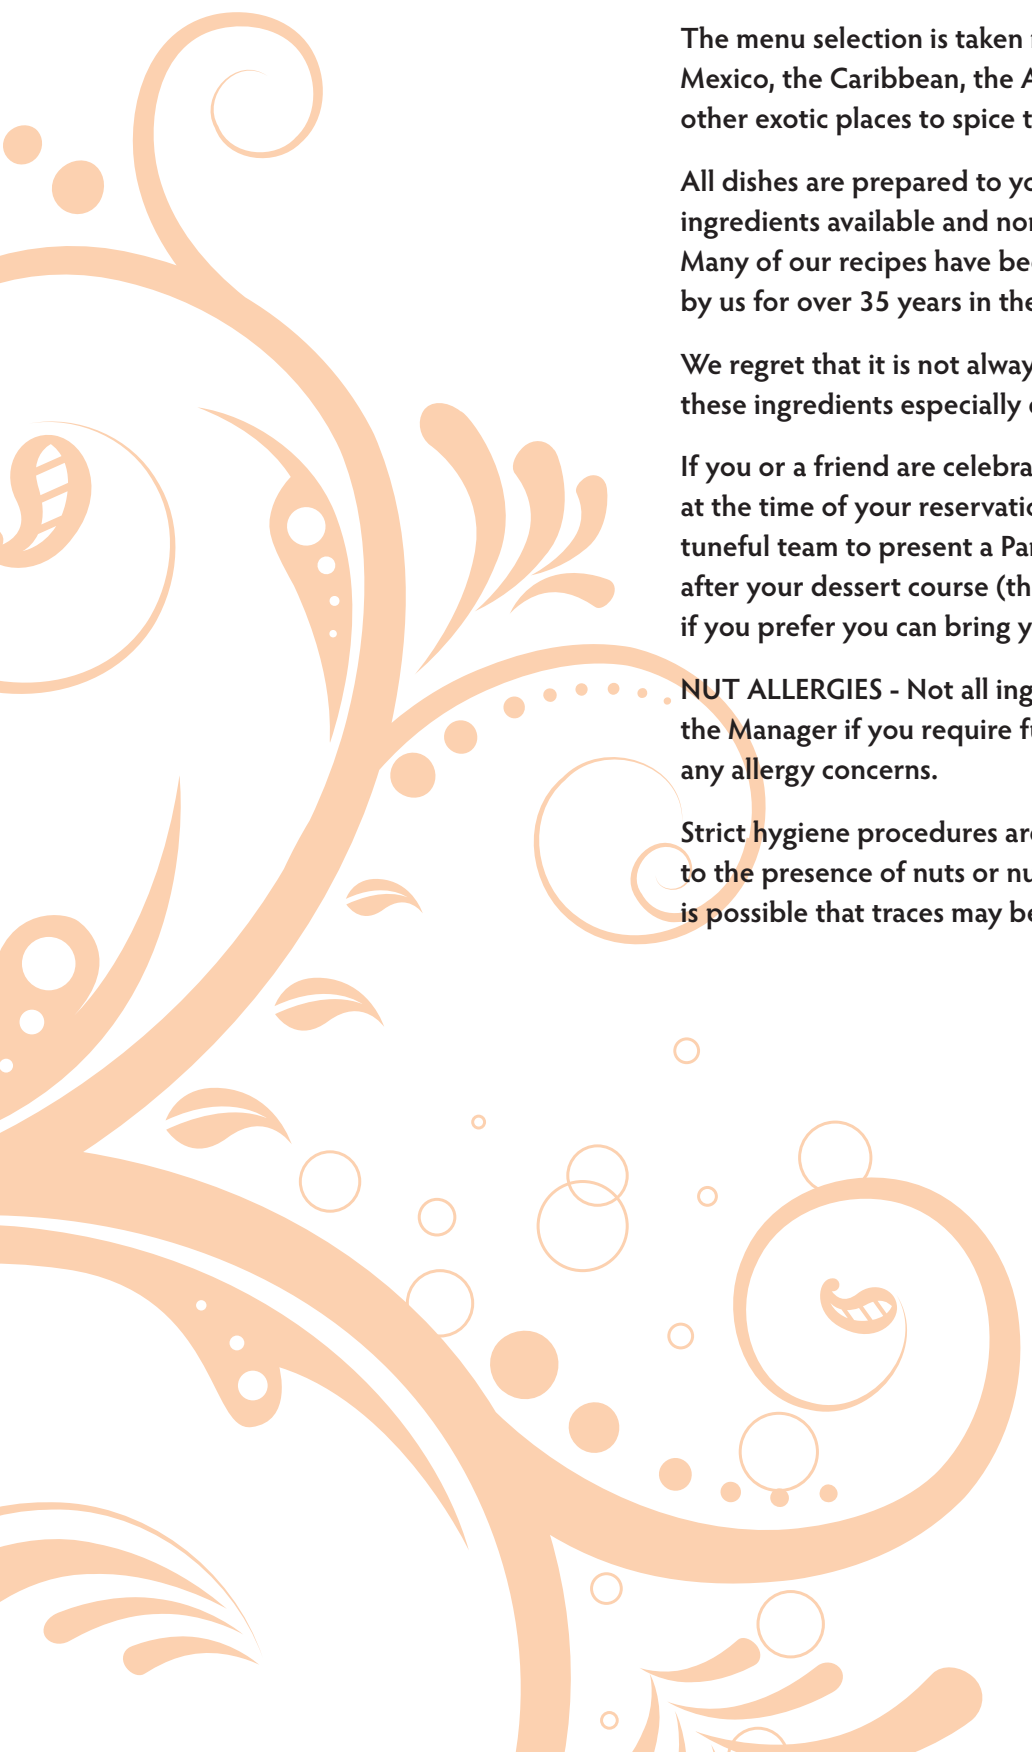 The menu selection is taken
Mexico, the Caribbean, the
other exotic places to spice
All dishes are prepared to
ingredients available and
Many of our recipes have
by us for over 35 years in
We regret that it is not
these ingredients especially
If you or a friend are
at the time of your
tuneful team to present a
after your dessert course
if you prefer you can bring
NUT ALLERGIES - Not all
the Manager if you require
any allergy concerns.
Strict hygiene procedures
to the presence of nuts or
is possible that traces may